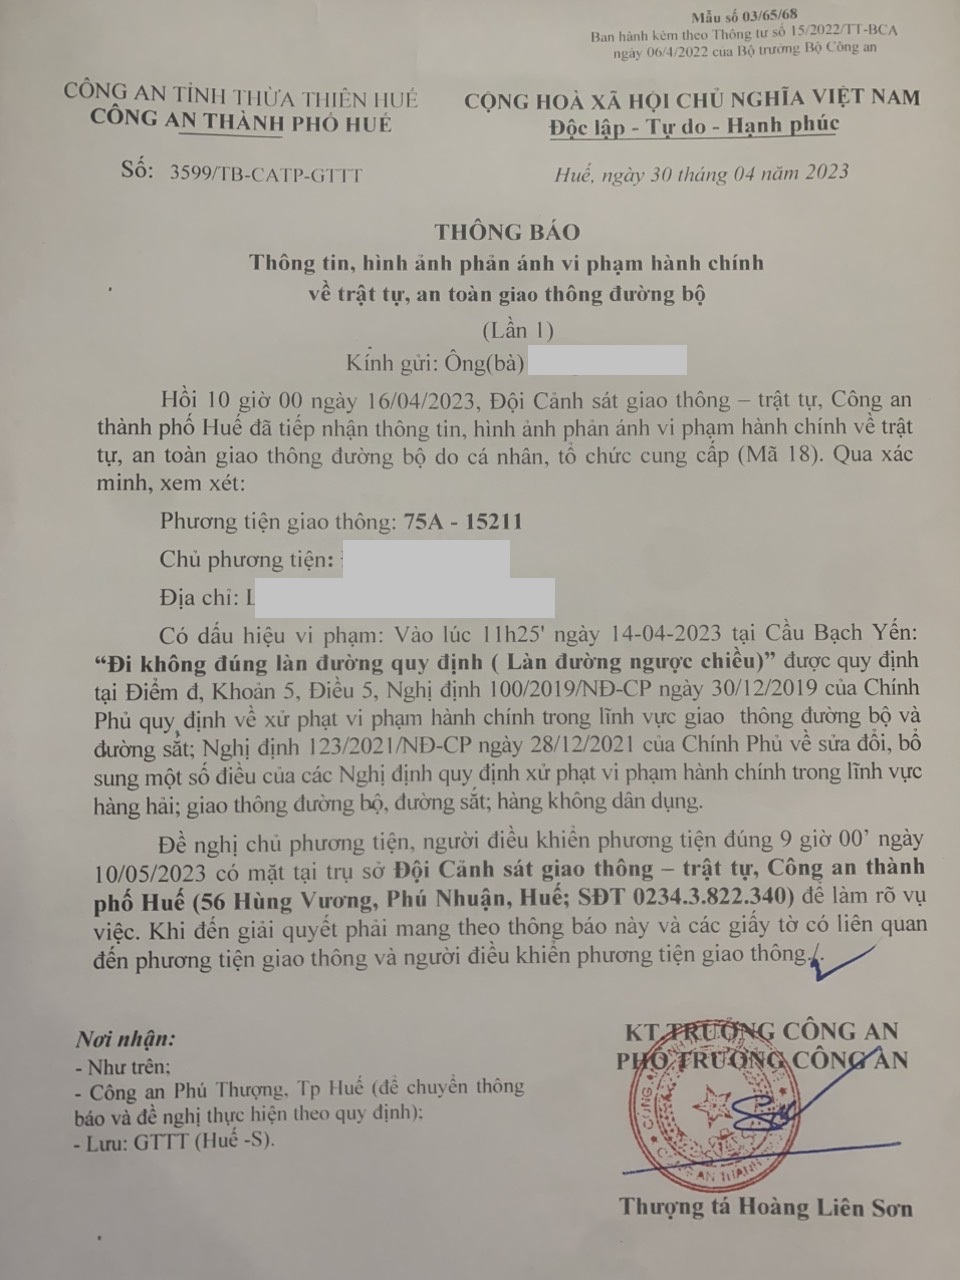 Mẫu số 03/65/68
Ban hành kèm theo Thông tư số 15/2022/TT-BCA
ngày 06/4/2022 của Bộ trưởng Bộ Công an
CÔNG AN TỈNH THỪA THIÊN HUẾ
CÔNG AN THÀNH PHỐ HUẾ
CỘNG HOÀ XÃ HỘI CHỦ NGHĨA VIỆT NAM
Độc lập - Tự do - Hạnh phúc
Số: 3599/TB-CATP-GTTT
Huế, ngày 30 tháng 04 năm 2023
THÔNG BÁO
Thông tin, hình ảnh phản ánh vi phạm hành chính
về trật tự, an toàn giao thông đường bộ
(Lần 1)
Kính gửi: Ông(bà)
Hồi 10 giờ 00 ngày 16/04/2023, Đội Cảnh sát giao thông – trật tự, Công an
thành phố Huế đã tiếp nhận thông tin, hình ảnh phản ánh vi phạm hành chính về trật
tự, an toàn giao thông đường bộ do cá nhân, tổ chức cung cấp (Mã 18). Qua xác
minh, xem xét:
Phương tiện giao thông: 75A - 15211
Chủ phương tiện:
Địa chỉ: L
Có dấu hiệu vi phạm: Vào lúc 11h25' ngày 14-04-2023 tại Cầu Bạch Yến:
“Đi không đúng làn đường quy định ( Làn đường ngược chiều)” được quy định
tại Điểm đ, Khoản 5, Điều 5, Nghị định 100/2019/NĐ-CP ngày 30/12/2019 của Chính
Phủ quy định về xử phạt vi phạm hành chính trong lĩnh vực giao thông đường bộ và
đường sắt; Nghị định 123/2021/NĐ-CP ngày 28/12/2021 của Chính Phủ về sửa đổi, bổ
sung một số điều của các Nghị định quy định xử phạt vi phạm hành chính trong lĩnh vực
hàng hải; giao thông đường bộ, đường sắt; hàng không dân dụng.
Đề nghị chủ phương tiện, người điều khiển phương tiện đúng 9 giờ 00’ ngày
10/05/2023 có mặt tại trụ sở Đội Cảnh sát giao thông – trật tự, Công an thành
phố Huế (56 Hùng Vương, Phú Nhuận, Huế; SĐT 0234.3.822.340) để làm rõ vụ
việc. Khi đến giải quyết phải mang theo thông báo này và các giấy tờ có liên quan
đến phương tiện giao thông và người điều khiển phương tiện giao thông./.
Nơi nhận:
- Như trên;
- Công an Phú Thượng, Tp Huế (để chuyển thông
báo và đề nghị thực hiện theo quy định);
- Lưu: GTTT (Huế -S).
KT.TRƯỞNG CÔNG AN
PHÓ TRƯỞNG CÔNG AN
Thượng tá Hoàng Liên Sơn